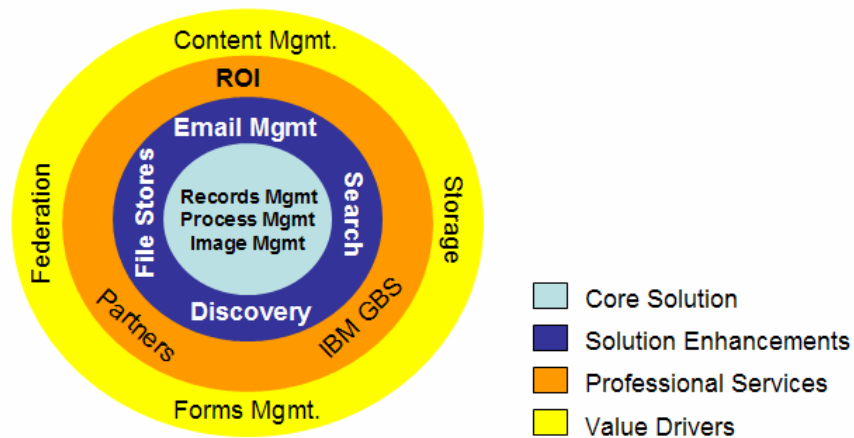 Content Mgmt.
ROI
Email Mgmt
File Stores
Search
Records Mgmt
Process Mgmt
Image Mgmt
Federation
Storage
Discovery
Partners
IBM GBS
Forms Mgmt.
Core Solution
Solution Enhancements
Professional Services
Value Drivers